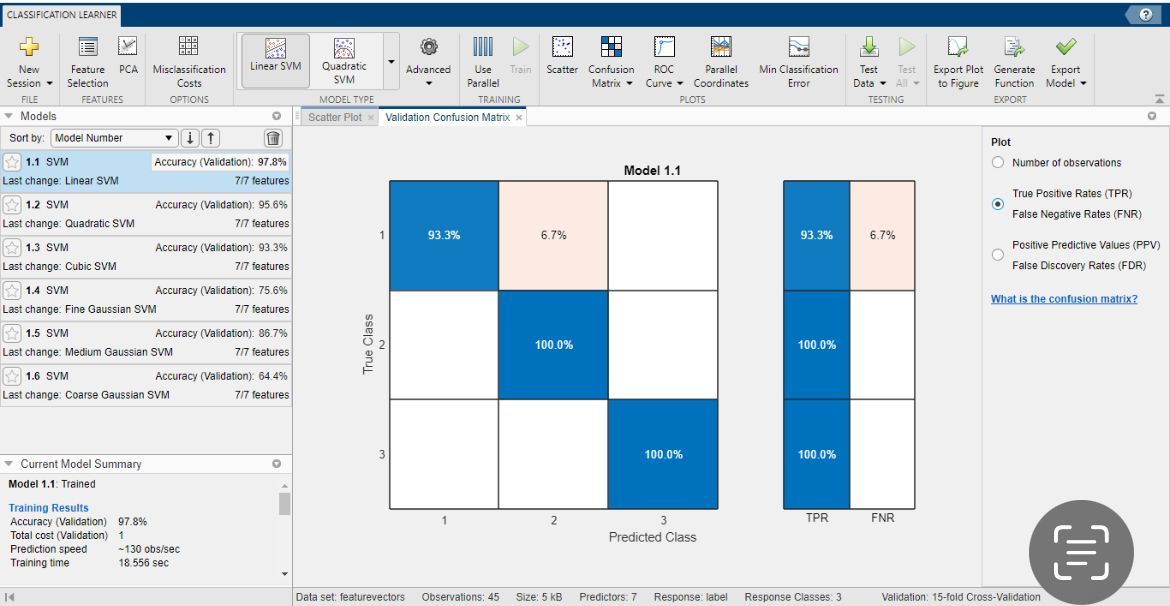 CLASSIFICATION LEARNER
?
New Session
Feature Selection
PCA
Misclassification Costs
Linear SVM
Quadratic SVM
Advanced
Use Parallel
Train
Scatter
Confusion Matrix
ROC Curve
Parallel Coordinates
Min Classification Error
Test Data
Test All
Export Plot to Figure
Generate Function
Export Model
FILE
FEATURES
OPTIONS
MODEL TYPE
TRAINING
PLOTS
TESTING
EXPORT
Models
Sort by: Model Number
1.1 SVM Accuracy (Validation): 97.8%
Last change: Linear SVM 7/7 features
1.2 SVM Accuracy (Validation): 95.6%
Last change: Quadratic SVM 7/7 features
1.3 SVM Accuracy (Validation): 93.3%
Last change: Cubic SVM 7/7 features
1.4 SVM Accuracy (Validation): 75.6%
Last change: Fine Gaussian SVM 7/7 features
1.5 SVM Accuracy (Validation): 86.7%
Last change: Medium Gaussian SVM 7/7 features
1.6 SVM Accuracy (Validation): 64.4%
Last change: Coarse Gaussian SVM 7/7 features
Current Model Summary
Model 1.1: Trained
Training Results
Accuracy (Validation) 97.8%
Total cost (Validation) 1
Prediction speed ~130 obs/sec
Training time 18.556 sec
Scatter Plot
Validation Confusion Matrix
Model 1.1
True Class
1 93.3% 6.7% 93.3% 6.7%
2 100.0% 100.0%
3 100.0% 100.0%
1 2 3 TPR FNR
Predicted Class
Plot
Number of observations
True Positive Rates (TPR)
False Negative Rates (FNR)
Positive Predictive Values (PPV)
False Discovery Rates (FDR)
What is the confusion matrix?
Data set: featurevectors Observations: 45 Size: 5 kB Predictors: 7 Response: label Response Classes: 3 Validation: 15-fold Cross-Validation